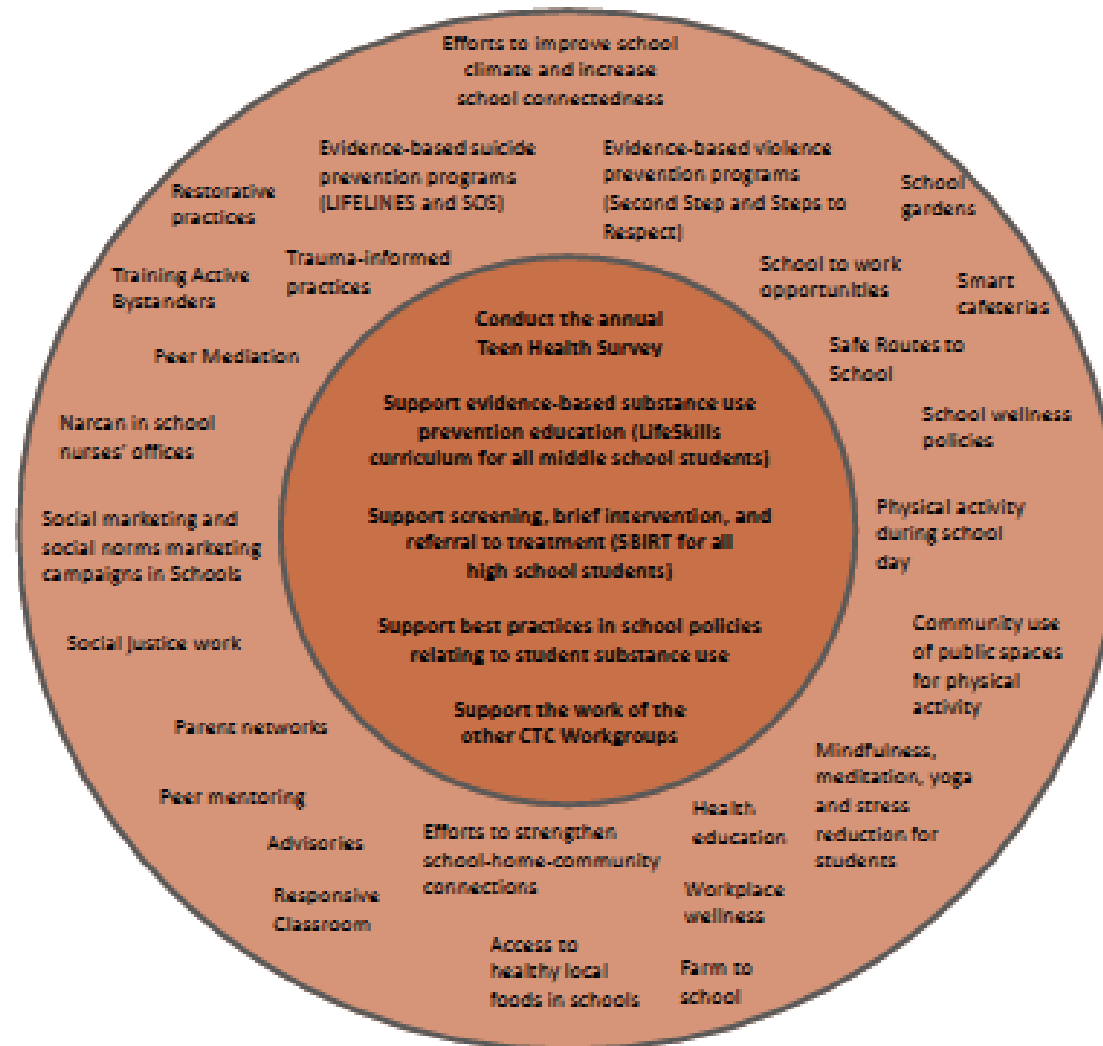 Efforts to improve school
climate and increase
school connectedness
Evidence-based suicide
prevention programs
(LIFELINES and SOS)
Evidence-based violence
prevention programs
(Second Step and Steps to
Respect)
School
gardens
Restorative
practices
Trauma-informed
practices
School to work
opportunities
Smart
cafeterias
Training Active
Bystanders
Peer Mediation
Safe Routes to
School
Narcan in school
nurses' offices
School wellness
policies
Social marketing and
social norms marketing
campaigns in Schools
Physical activity
during school
day
Social justice work
Community use
of public spaces
for physical
activity
Parent networks
Mindfulness,
meditation, yoga
and stress
reduction for
students
Peer mentoring
Advisories
Efforts to strengthen
school-home-community
connections
Health
education
Responsive
Classroom
Workplace
wellness
Access to
healthy local
foods in schools
Farm to
school
Conduct the annual
Teen Health Survey
Support evidence-based substance use
prevention education (LifeSkills
curriculum for all middle school students)
Support screening, brief intervention, and
referral to treatment (SBIRT for all
high school students)
Support best practices in school policies
relating to student substance use
Support the work of the
other CTC Workgroups